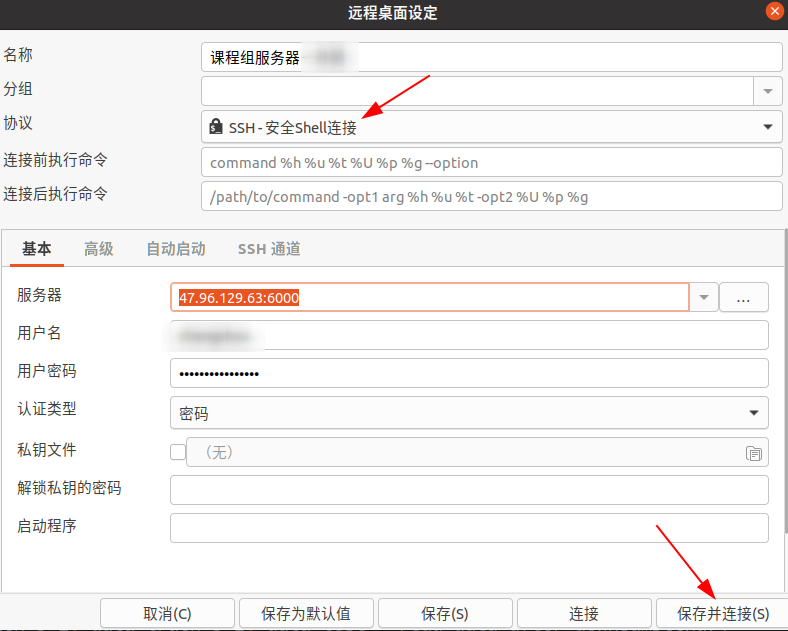 远程桌面设定
名称 课程组服务器
分组
协议 SSH - 安全Shell连接
连接前执行命令 command %h %u %t %U %p %g --option
连接后执行命令 /path/to/command -opt1 arg %h %u %t -opt2 %U %p %g
基本 高级 自动启动 SSH 通道
服务器 47.96.129.63:6000 ...
用户名
用户密码 ••••••••••••••••
认证类型 密码
私钥文件 （无）
解锁私钥的密码
启动程序
取消(C) 保存为默认值 保存(S) 连接 保存并连接(S)